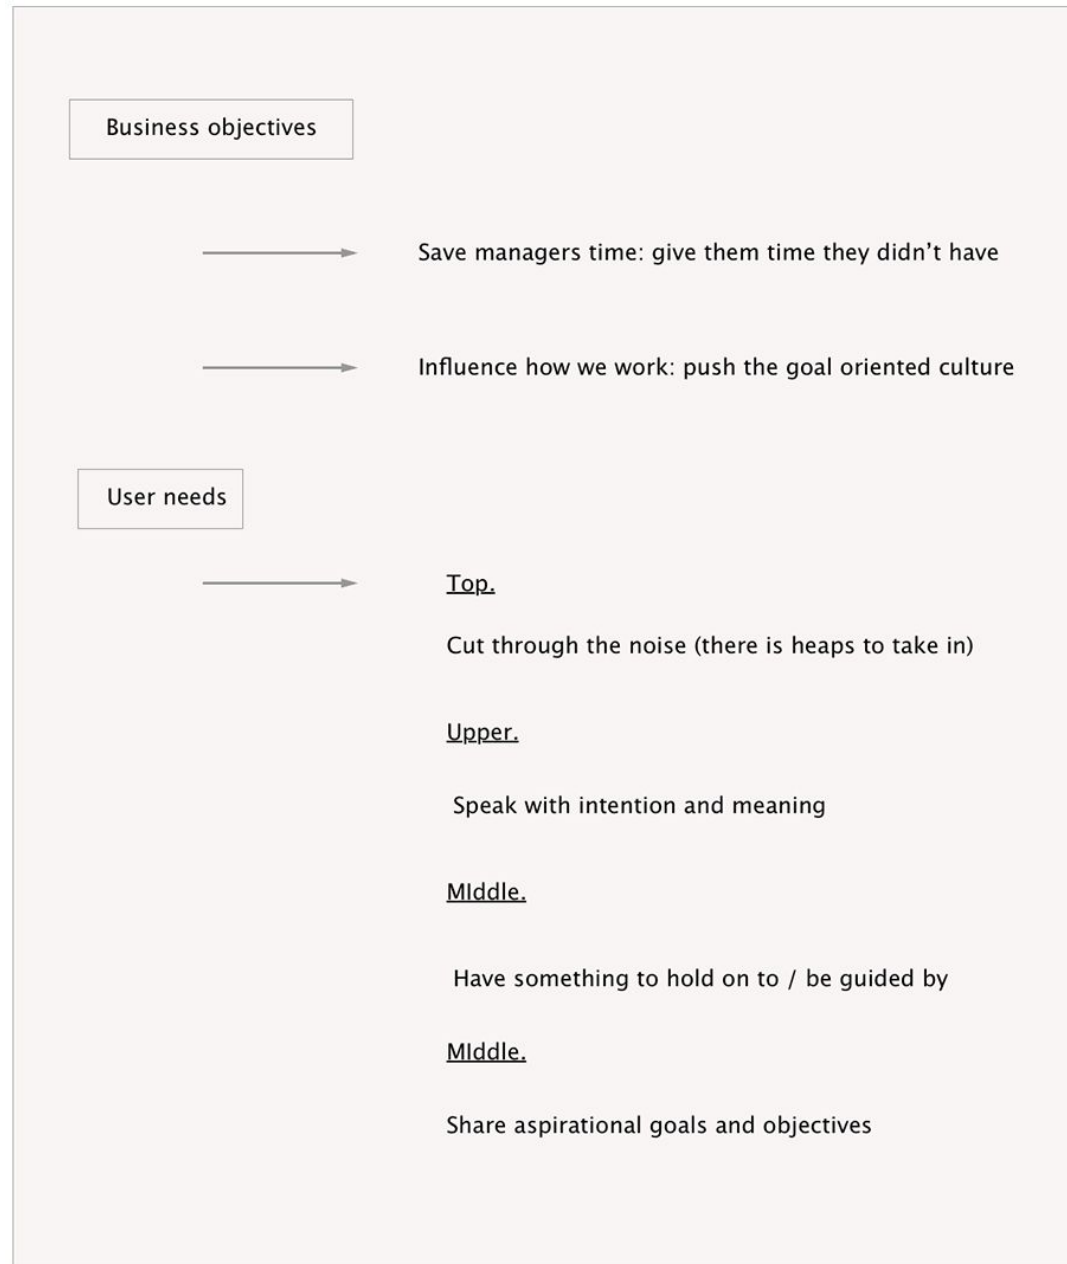 Business objectives
Save managers time: give them time they didn’t have
Influence how we work: push the goal oriented culture
User needs
Top.
Cut through the noise (there is heaps to take in)
Upper.
Speak with intention and meaning
MIddle.
Have something to hold on to / be guided by
MIddle.
Share aspirational goals and objectives